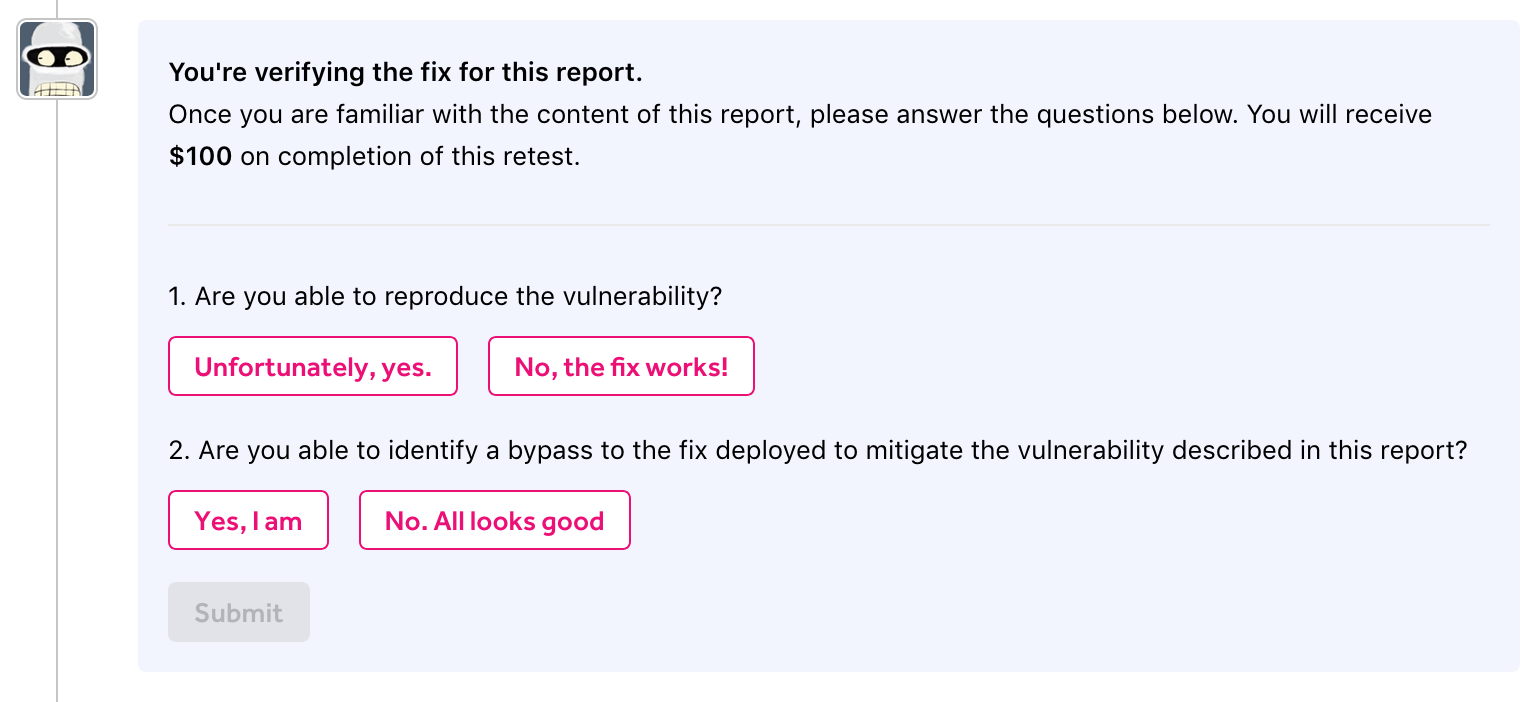 You're verifying the fix for this report.
Once you are familiar with the content of this report, please answer the questions below. You will receive
$100 on completion of this retest.
1. Are you able to reproduce the vulnerability?
Unfortunately, yes. No, the fix works!
2. Are you able to identify a bypass to the fix deployed to mitigate the vulnerability described in this report?
Yes, I am No. All looks good
Submit